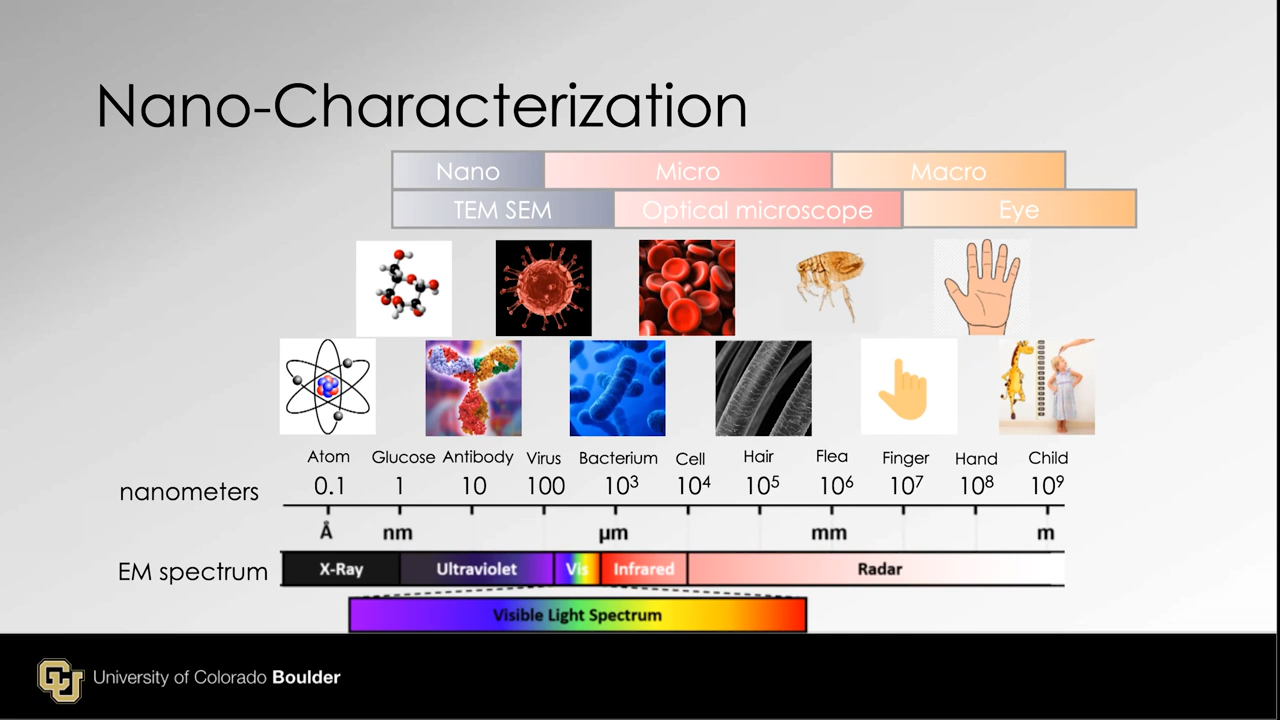 Nano-Characterization
Nano Micro Macro
TEM SEM Optical microscope Eye
Atom Glucose Antibody Virus Bacterium Cell Hair Flea Finger Hand Child
nanometers 0.1 1 10 100 10³ 10⁴ 10⁵ 10⁶ 10⁷ 10⁸ 10⁹
Å nm µm mm m
EM spectrum X-Ray Ultraviolet Vis Infrared Radar
Visible Light Spectrum
CU University of Colorado Boulder